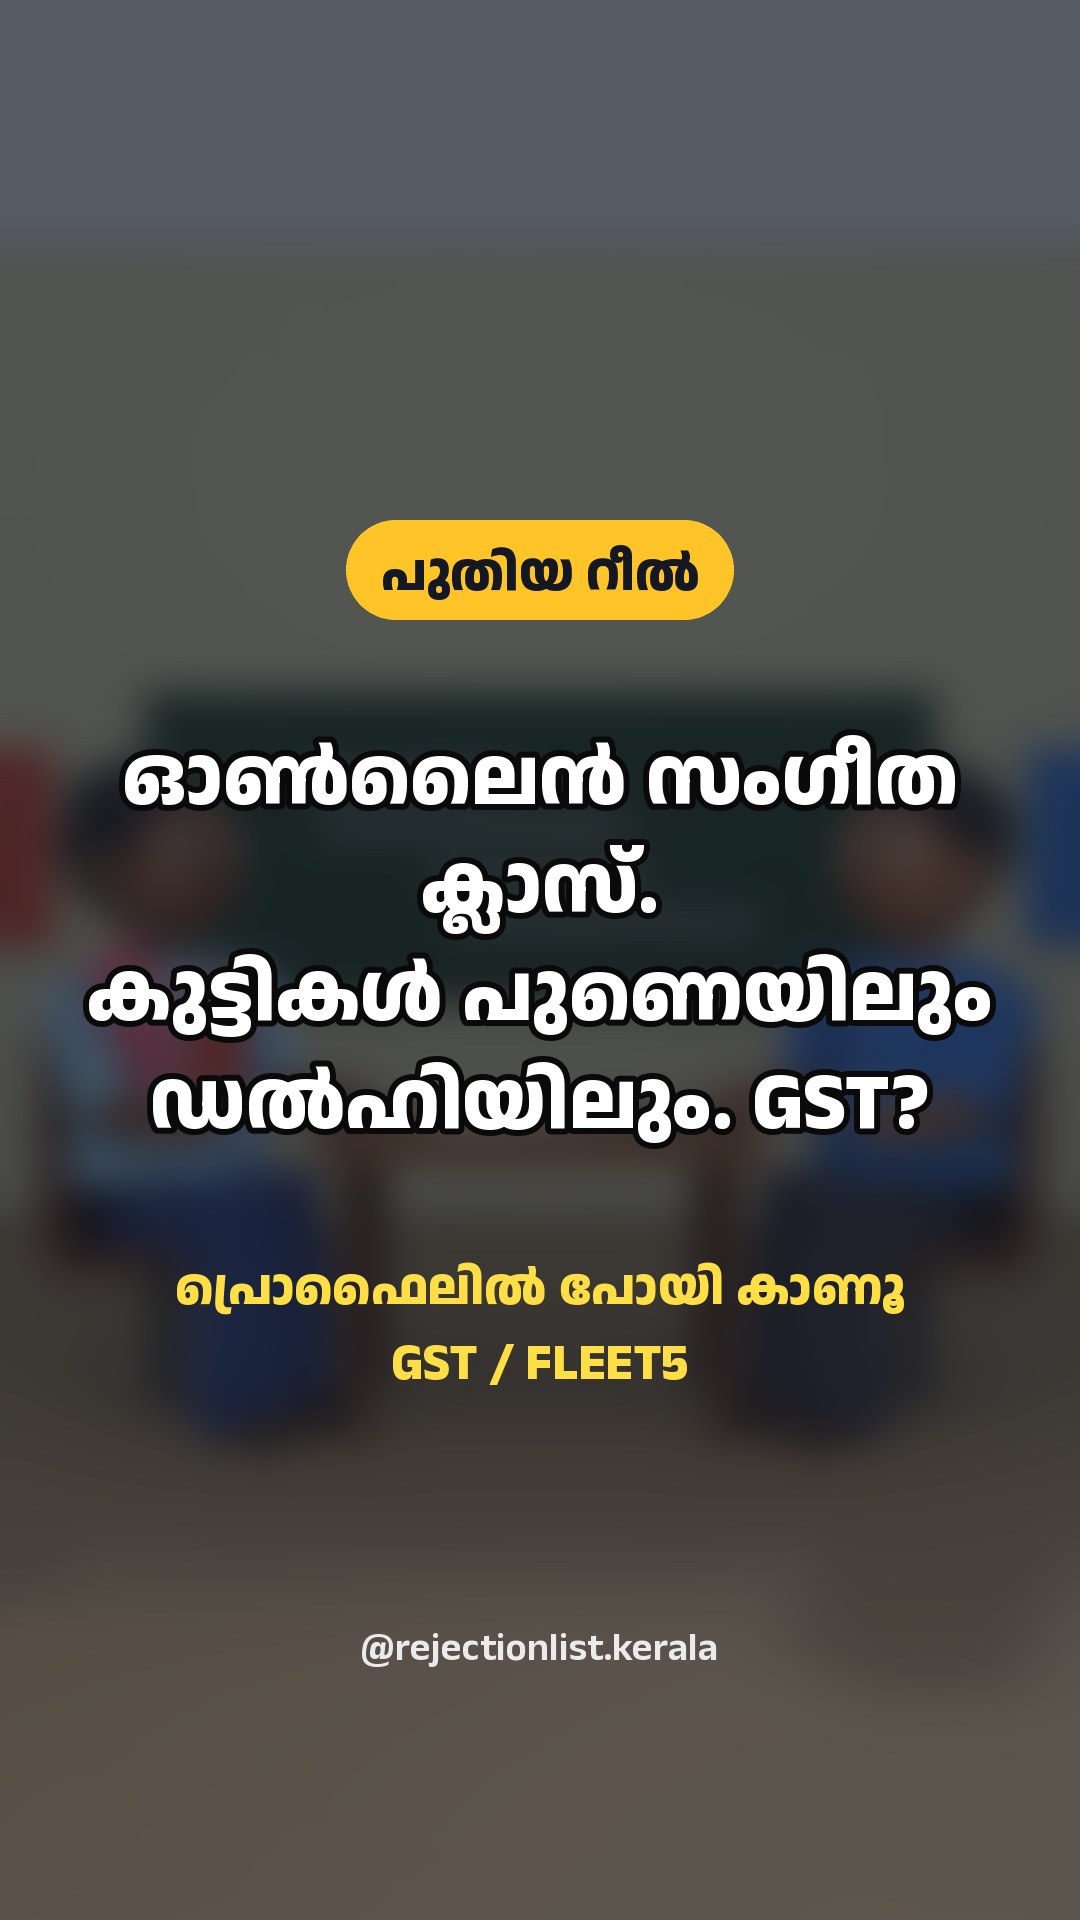 പുതിയ റീൽ
ഓൺലൈൻ സംഗീത
ക്ലാസ്.
കുട്ടികൾ പുണെയിലും
ഡൽഹിയിലും. GST?
പ്രൊഫൈലിൽ പോയി കാണൂ
GST / FLEET5
@rejectionlist.kerala